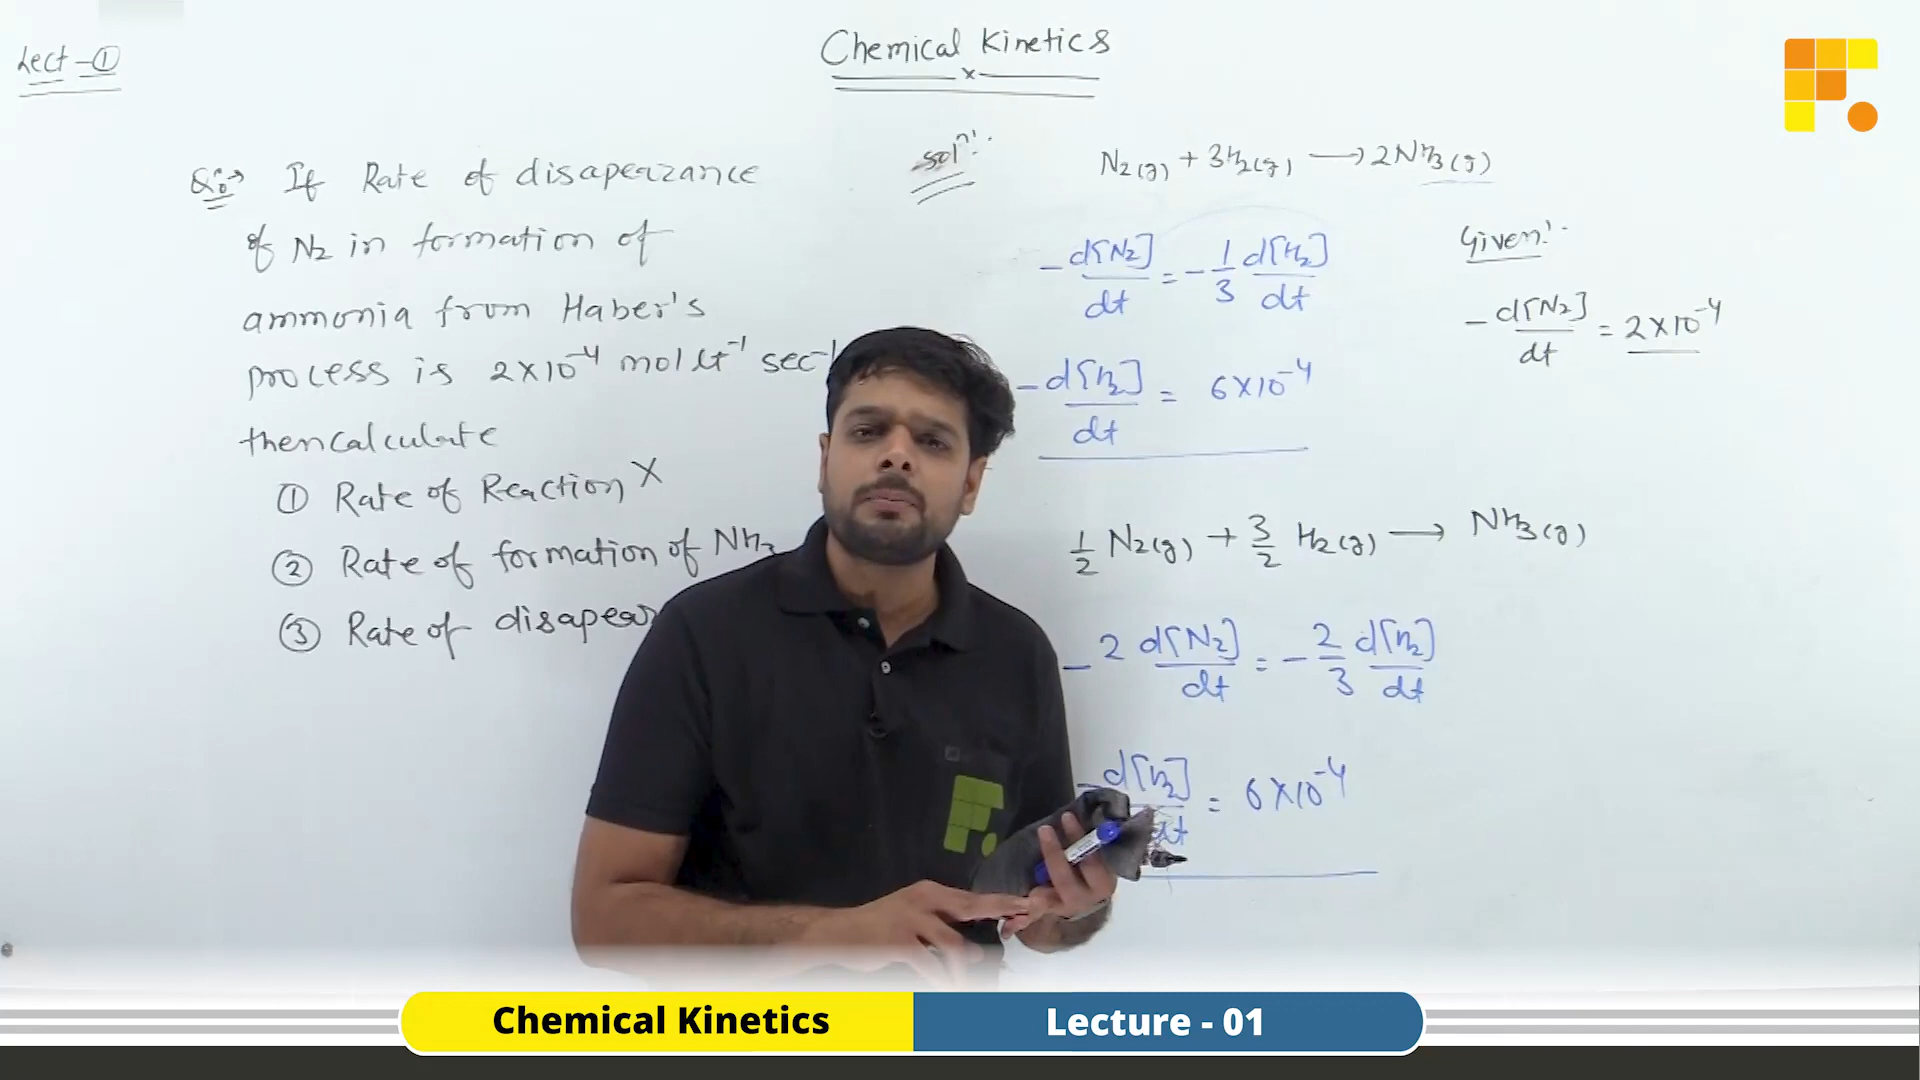 Lect-①
Chemical Kinetics
Q:→ If Rate of disaperzance
of N₂ in formation of
ammonia from Haber's
process is 2×10⁻⁴ mol lt⁻¹ sec⁻¹
then calculate
① Rate of Reaction X
② Rate of formation of NH₃
③ Rate of disapear
Solⁿ:
N₂(g) + 3H₂(g) → 2NH₃(g)
-d[N₂]/dt = -1/3 d[H₂]/dt
-d[H₂]/dt = 6×10⁻⁴
Given:
-d[N₂]/dt = 2×10⁻⁴
1/2 N₂(g) + 3/2 H₂(g) → NH₃(g)
-2 d[N₂]/dt = -2/3 d[H₂]/dt
-d[H₂]/dt = 6×10⁻⁴
Chemical Kinetics
Lecture - 01